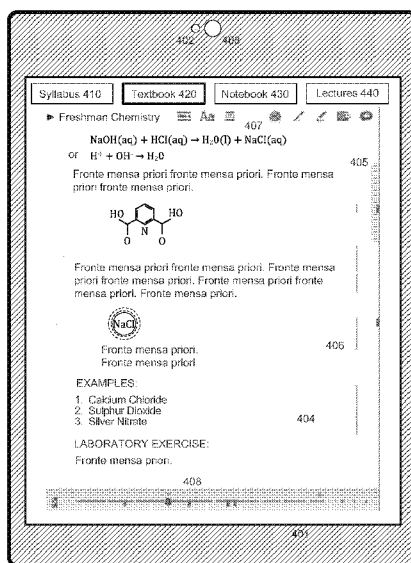 402 403
Syllabus 410 Textbook 420 Notebook 430 Lectures 440
▶ Freshman Chemistry Aa
407
NaOH(aq) + HCl(aq) → H₂0(l) + NaCl(aq)
405
or H⁺ + OH⁻ → H₂0
Fronte mensa priori fronte mensa priori. Fronte mensa
priori fronte mensa priori.
HO HO
N
O O
Fronte mensa priori fronte mensa priori. Fronte mensa
priori fronte mensa priori. Fronte mensa priori fronte
mensa priori. Fronte mensa priori.
NaCl
Fronte mensa priori. 406
Fronte mensa priori
EXAMPLES:
1. Calcium Chloride
2. Sulphur Dioxide
3. Silver Nitrate 404
LABORATORY EXERCISE:
Fronte mensa priori.
408
401